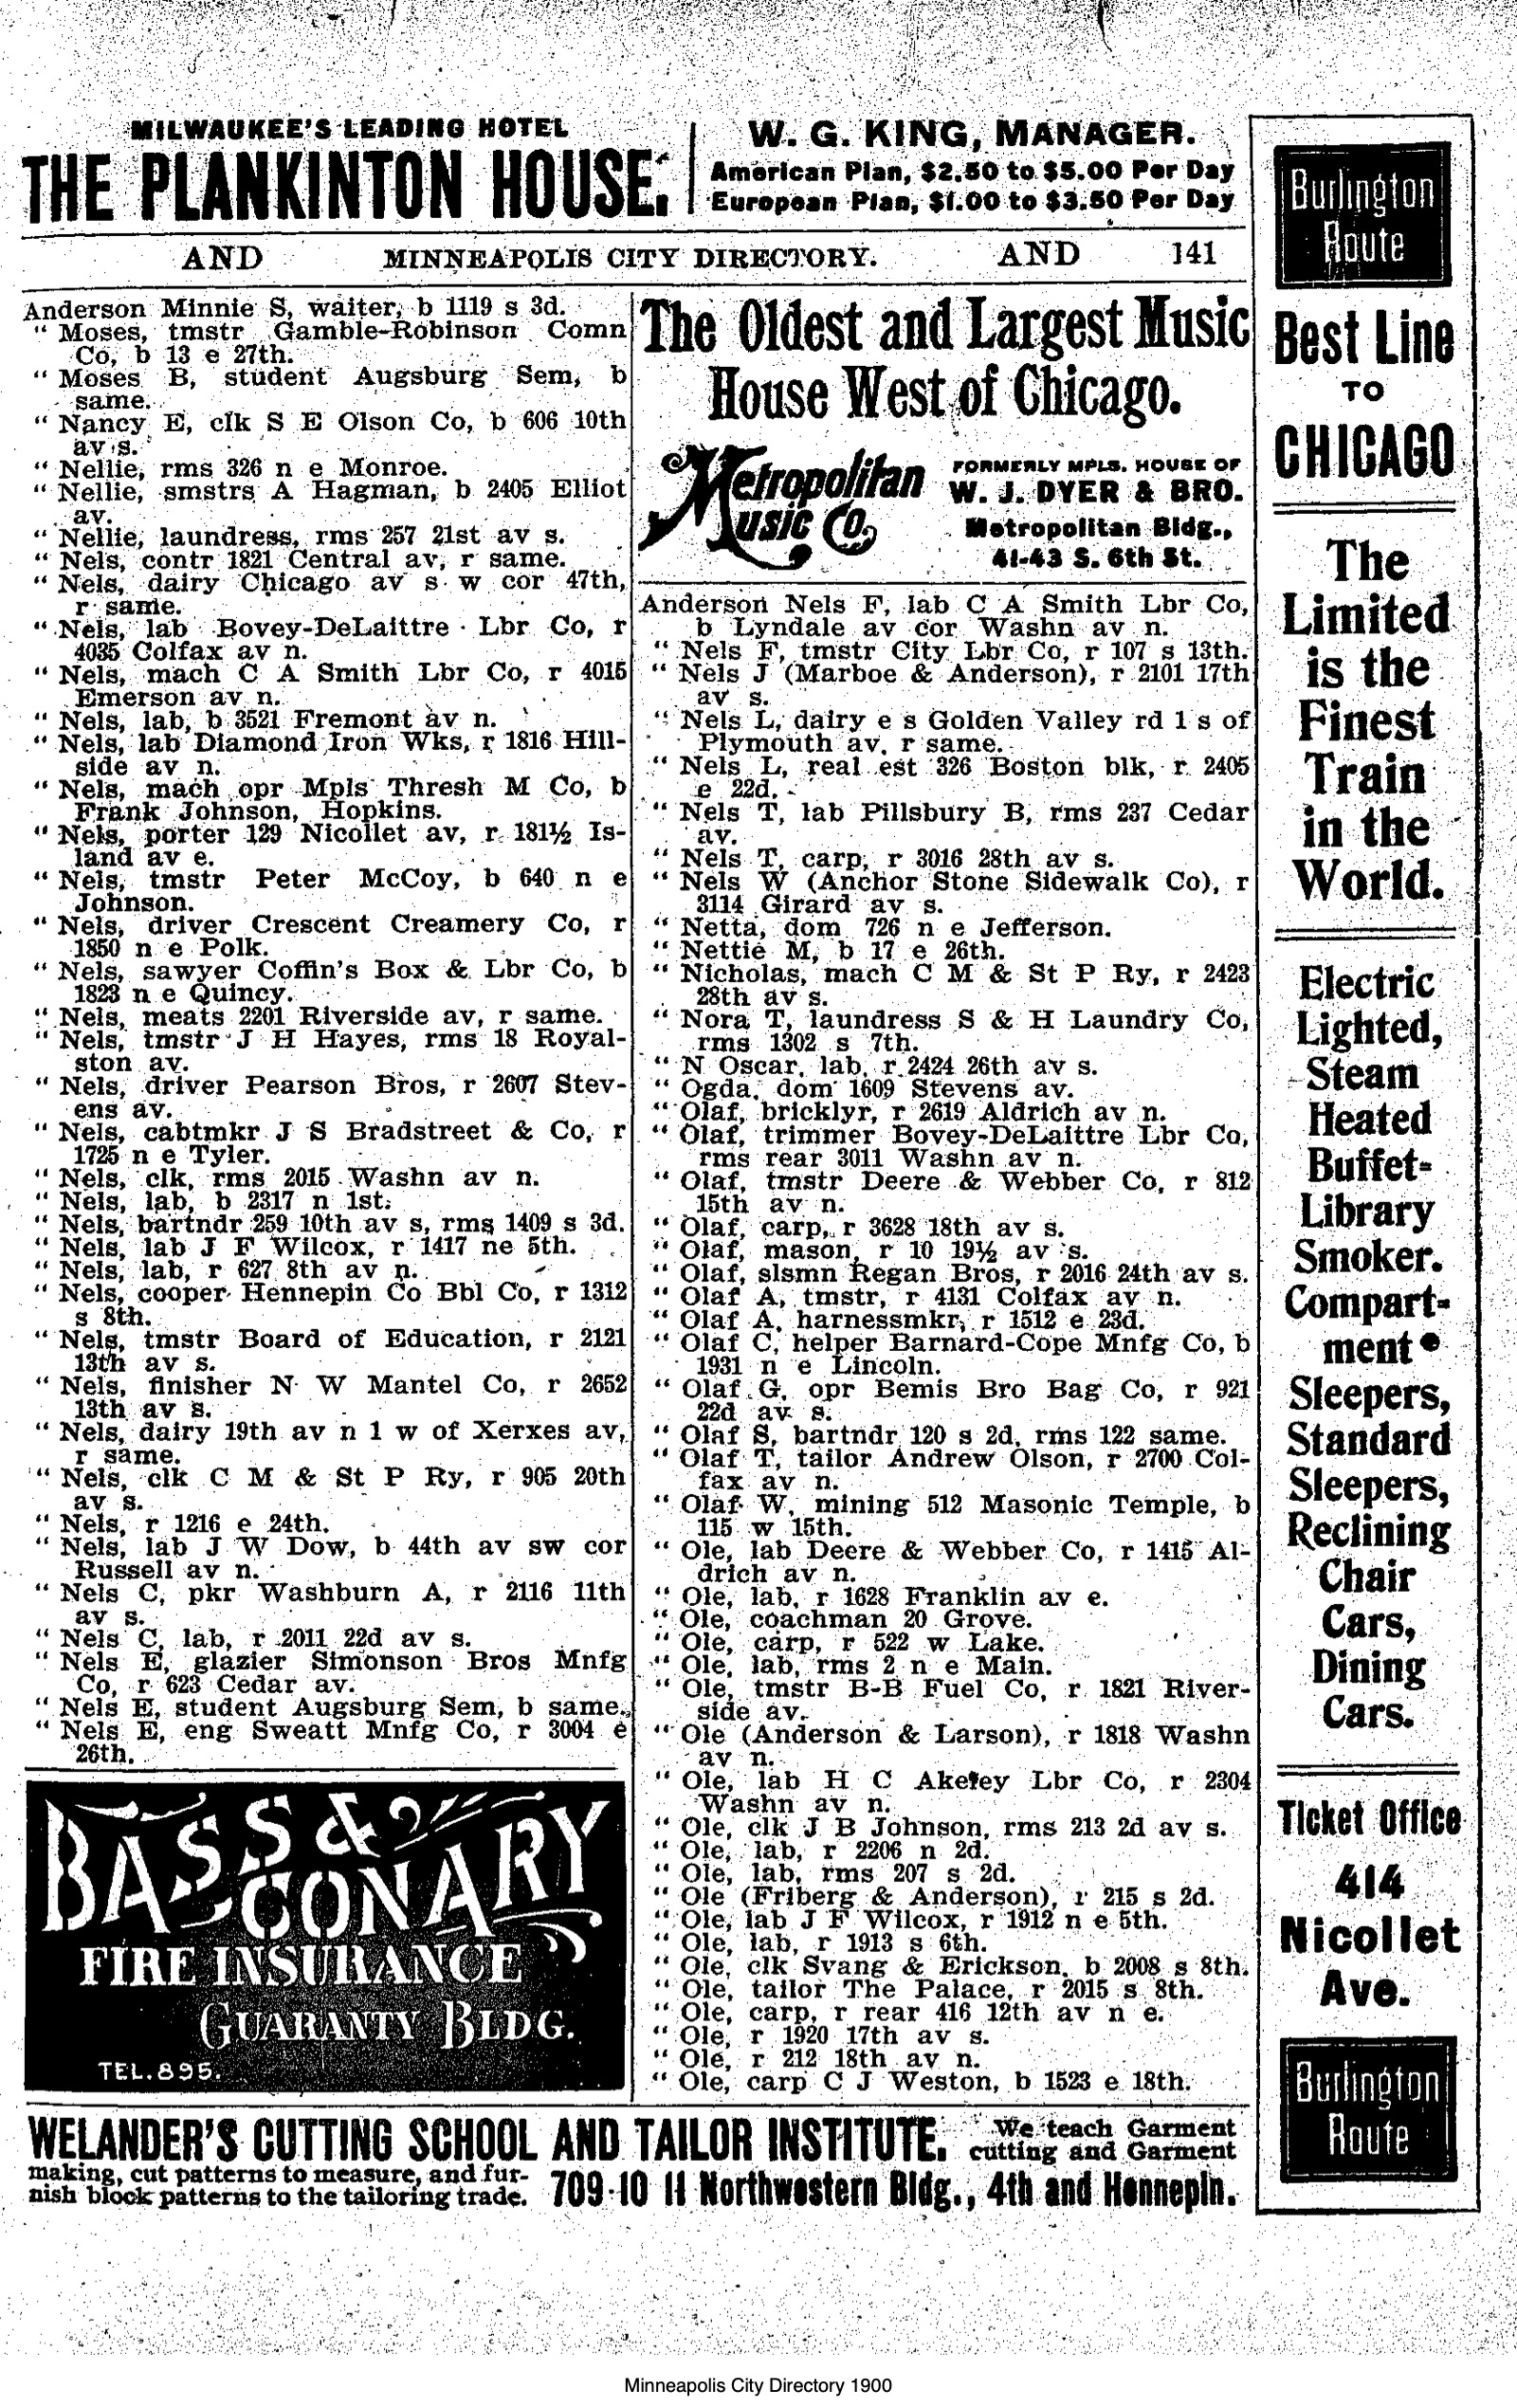 MILWAUKEE'S LEADING HOTEL
THE PLANKINTON HOUSE.
W. G. KING, MANAGER.
American Plan, $2.50 to $5.00 Per Day
European Plan, $1.00 to $3.50 Per Day
AND MINNEAPOLIS CITY DIRECTORY. AND 141
Anderson Minnie S, waiter, b 1119 s 3d.
" Moses, tmstr Gamble-Robinson Comn
Co, b 13 e 27th.
" Moses B, student Augsburg Sem, b
same.
" Nancy E, clk S E Olson Co, b 606 10th
av s.
" Nellie, rms 326 n e Monroe.
" Nellie, smstrs A Hagman, b 2405 Elliot
av.
" Nellie, laundress, rms 257 21st av s.
" Nels, contr 1821 Central av, r same.
" Nels, dairy Chicago av s w cor 47th,
r same.
" Nels, lab Bovey-DeLaittre Lbr Co, r
4035 Colfax av n.
" Nels, mach C A Smith Lbr Co, r 4015
Emerson av n.
" Nels, lab, b 3521 Fremont av n.
" Nels, lab Diamond Iron Wks, r 1816 Hill-
side av n.
" Nels, mach opr Mpls Thresh M Co, b
Frank Johnson, Hopkins.
" Nels, porter 129 Nicollet av, r 181½ Is-
land av e.
" Nels, tmstr Peter McCoy, b 640 n e
Johnson.
" Nels, driver Crescent Creamery Co, r
1850 n e Polk.
" Nels, sawyer Coffin's Box & Lbr Co, b
1823 n e Quincy.
" Nels, meats 2201 Riverside av, r same.
" Nels, tmstr J H Hayes, rms 18 Royal-
ston av.
" Nels, driver Pearson Bros, r 2607 Stev-
ens av.
" Nels, cabtmkr J S Bradstreet & Co, r
1725 n e Tyler.
" Nels, clk, rms 2015 Washn av n.
" Nels, lab, b 2317 n 1st.
" Nels, bartndr 259 10th av s, rms 1409 s 3d.
" Nels, lab J F Wilcox, r 1417 ne 5th.
" Nels, lab, r 627 8th av n.
" Nels, cooper Hennepin Co Bbl Co, r 1312
s 8th.
" Nels, tmstr Board of Education, r 2121
13th av s.
" Nels, finisher N W Mantel Co, r 2652
13th av s.
" Nels, dairy 19th av n 1 w of Xerxes av,
r same.
" Nels, clk C M & St P Ry, r 905 20th
av s.
" Nels, r 1216 e 24th.
" Nels, lab J W Dow, b 44th av sw cor
Russell av n.
" Nels C, pkr Washburn A, r 2116 11th
av s.
" Nels C, lab, r 2011 22d av s.
" Nels E, glazier Simonson Bros Mnfg
Co, r 623 Cedar av.
" Nels E, student Augsburg Sem, b same.
" Nels E, eng Sweatt Mnfg Co, r 3004 e
26th.
BASS &
CONARY
FIRE INSURANCE
GUARANTY BLDG.
TEL. 895.
The Oldest and Largest Music
House West of Chicago.
Metropolitan
Music Co.
FORMERLY MPLS. HOUSE OF
W. J. DYER & BRO.
Metropolitan Bldg.,
41-43 S. 6th St.
Anderson Nels F, lab C A Smith Lbr Co,
b Lyndale av cor Washn av n.
" Nels F, tmstr City Lbr Co, r 107 s 13th.
" Nels J (Marboe & Anderson), r 2101 17th
av s.
" Nels L, dairy e s Golden Valley rd 1 s of
Plymouth av, r same.
" Nels L, real est 326 Boston blk, r 2405
e 22d.
" Nels T, lab Pillsbury B, rms 237 Cedar
av.
" Nels T, carp, r 3016 28th av s.
" Nels W (Anchor Stone Sidewalk Co), r
3114 Girard av s.
" Netta, dom 726 n e Jefferson.
" Nettie M, b 17 e 26th.
" Nicholas, mach C M & St P Ry, r 2423
28th av s.
" Nora T, laundress S & H Laundry Co,
rms 1302 s 7th.
" N Oscar, lab, r 2424 26th av s.
" Ogda, dom 1609 Stevens av.
" Olaf, bricklyr, r 2619 Aldrich av n.
" Olaf, trimmer Bovey-DeLaittre Lbr Co,
rms rear 3011 Washn av n.
" Olaf, tmstr Deere & Webber Co, r 812
15th av n.
" Olaf, carp, r 3628 18th av s.
" Olaf, mason, r 10 19½ av s.
" Olaf, slsmn Regan Bros, r 2016 24th av s.
" Olaf A, tmstr, r 4131 Colfax av n.
" Olaf A, harnessmkr, r 1512 e 23d.
" Olaf C, helper Barnard-Cope Mnfg Co, b
1931 n e Lincoln.
" Olaf G, opr Bemis Bro Bag Co, r 921
22d av s.
" Olaf S, bartndr 120 s 2d, rms 122 same.
" Olaf T, tailor Andrew Olson, r 2700 Col-
fax av n.
" Olaf W, mining 512 Masonic Temple, b
115 w 15th.
" Ole, lab Deere & Webber Co, r 1415 Al-
drich av n.
" Ole, lab, r 1628 Franklin av e.
" Ole, coachman 20 Grove.
" Ole, carp, r 522 w Lake.
" Ole, lab, rms 2 n e Main.
" Ole, tmstr B-B Fuel Co, r 1821 River-
side av.
" Ole (Anderson & Larson), r 1818 Washn
av n.
" Ole, lab H C Akeley Lbr Co, r 2304
Washn av n.
" Ole, clk J B Johnson, rms 213 2d av s.
" Ole, lab, r 2206 n 2d.
" Ole, lab, rms 207 s 2d.
" Ole (Friberg & Anderson), r 215 s 2d.
" Ole, lab J F Wilcox, r 1912 n e 5th.
" Ole, lab, r 1913 s 6th.
" Ole, clk Svang & Erickson, b 2008 s 8th.
" Ole, tailor The Palace, r 2015 s 8th.
" Ole, carp, r rear 416 12th av n e.
" Ole, r 1920 17th av s.
" Ole, r 212 18th av n.
" Ole, carp C J Weston, b 1523 e 18th.
Burlington
Route
Best Line
TO
CHICAGO
The
Limited
is the
Finest
Train
in the
World.
Electric
Lighted,
Steam
Heated
Buffet-
Library
Smoker.
Compart-
ment
Sleepers,
Standard
Sleepers,
Reclining
Chair
Cars,
Dining
Cars.
Ticket Office
414
Nicollet
Ave.
Burlington
Route
WELANDER'S CUTTING SCHOOL AND TAILOR INSTITUTE. We teach Garment
cutting and Garment
making, cut patterns to measure, and fur-
nish block patterns to the tailoring trade.
709-10 11 Northwestern Bldg., 4th and Hennepin.
Minneapolis City Directory 1900